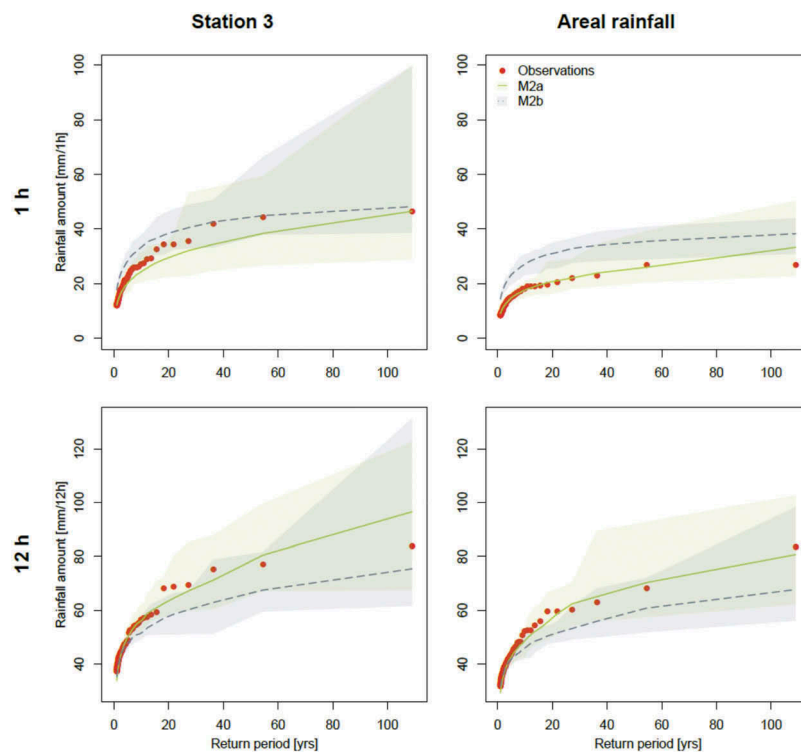 Station 3
Areal rainfall
1 h
Rainfall amount [mm/1h]
100
80
60
40
20
0
0 20 40 60 80 100
100
80
60
40
20
0
0 20 40 60 80 100
Observations
M2a
M2b
12 h
Rainfall amount [mm/12h]
120
100
80
60
40
0 20 40 60 80 100
Return period [yrs]
120
100
80
60
40
0 20 40 60 80 100
Return period [yrs]